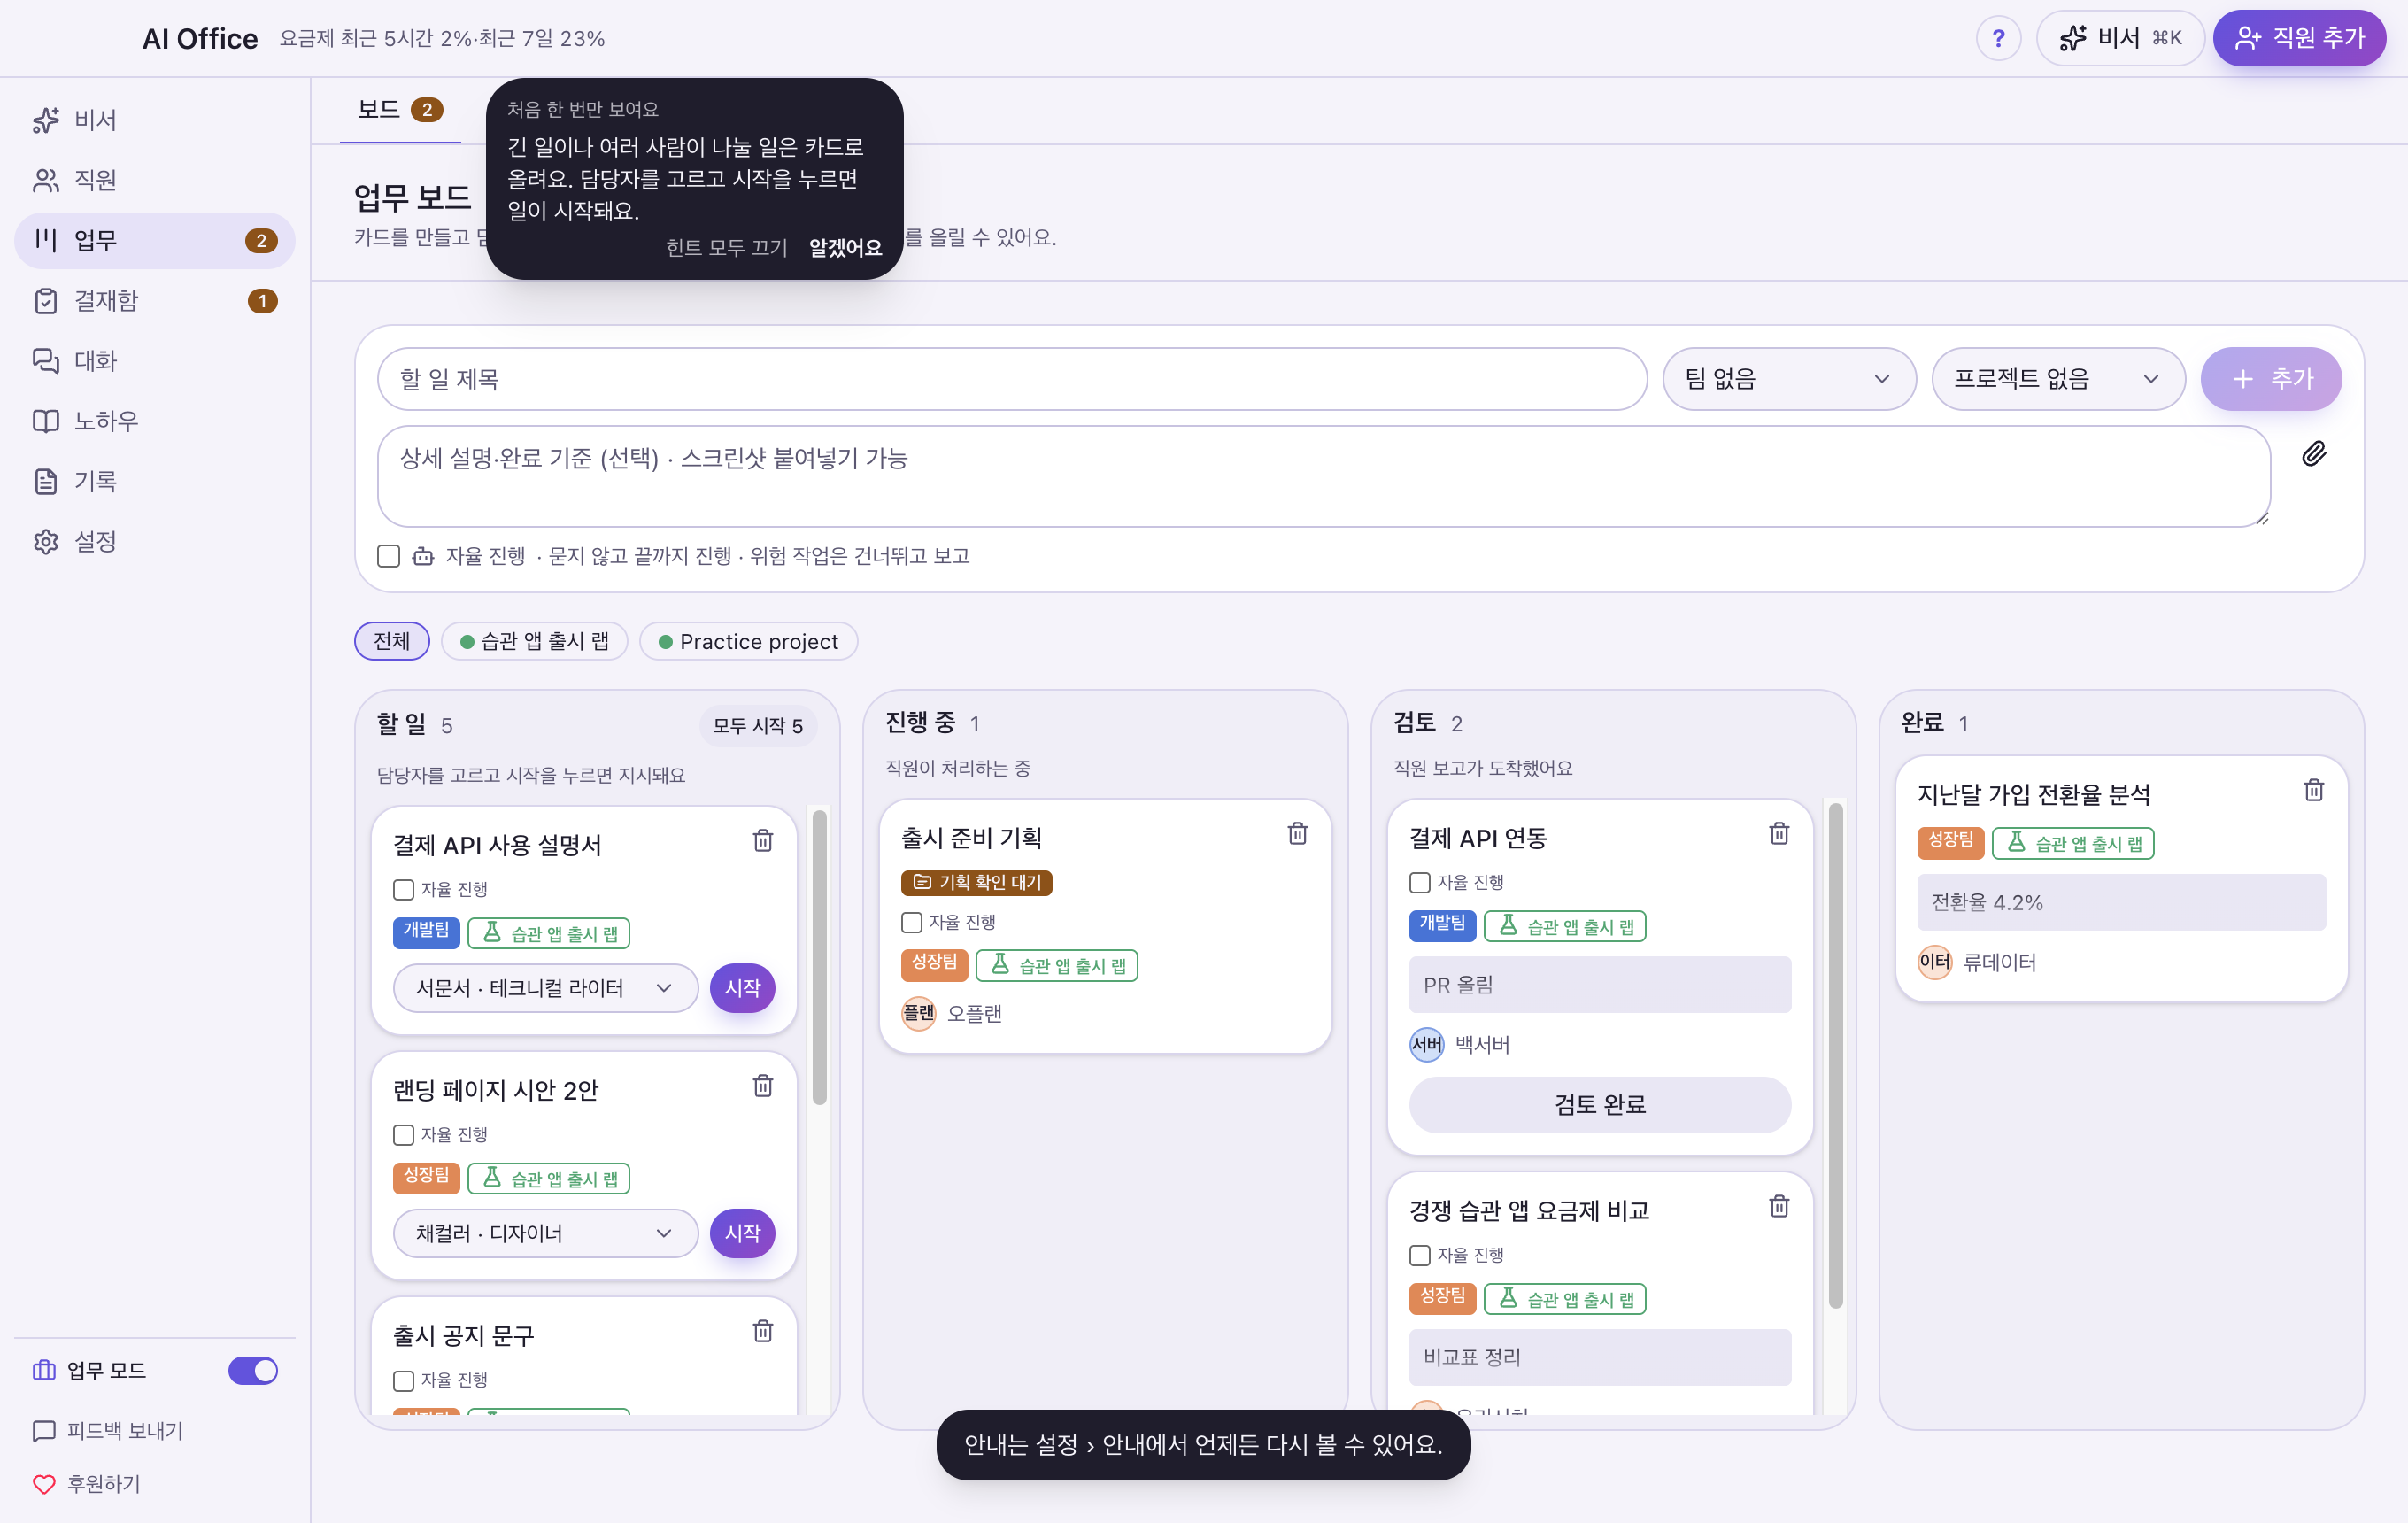 AI Office 요금제 최근 5시간 2%·최근 7일 23%
?
비서 ⌘K
직원 추가
비서
직원
업무 2
결재함 1
대화
노하우
기록
설정
업무 모드
피드백 보내기
후원하기
보드 2
처음 한 번만 보여요
긴 일이나 여러 사람이 나눌 일은 카드로
올려요. 담당자를 고르고 시작을 누르면
일이 시작돼요.
힌트 모두 끄기 알겠어요
업무 보드
카드를 만들고 를 올릴 수 있어요.
할 일 제목
팀 없음
프로젝트 없음
+ 추가
상세 설명·완료 기준 (선택) · 스크린샷 붙여넣기 가능
자율 진행 · 묻지 않고 끝까지 진행 · 위험 작업은 건너뛰고 보고
전체
습관 앱 출시 랩
Practice project
할 일 5
모두 시작 5
담당자를 고르고 시작을 누르면 지시돼요
결제 API 사용 설명서
자율 진행
개발팀 습관 앱 출시 랩
서문서 · 테크니컬 라이터 시작
랜딩 페이지 시안 2안
자율 진행
성장팀 습관 앱 출시 랩
채컬러 · 디자이너 시작
출시 공지 문구
자율 진행
진행 중 1
직원이 처리하는 중
출시 준비 기획
기획 확인 대기
자율 진행
성장팀 습관 앱 출시 랩
플랜 오플랜
검토 2
직원 보고가 도착했어요
결제 API 연동
자율 진행
개발팀 습관 앱 출시 랩
PR 올림
서버 백서버
검토 완료
경쟁 습관 앱 요금제 비교
자율 진행
성장팀 습관 앱 출시 랩
비교표 정리
완료 1
지난달 가입 전환율 분석
성장팀 습관 앱 출시 랩
전환율 4.2%
이터 류데이터
안내는 설정 › 안내에서 언제든 다시 볼 수 있어요.